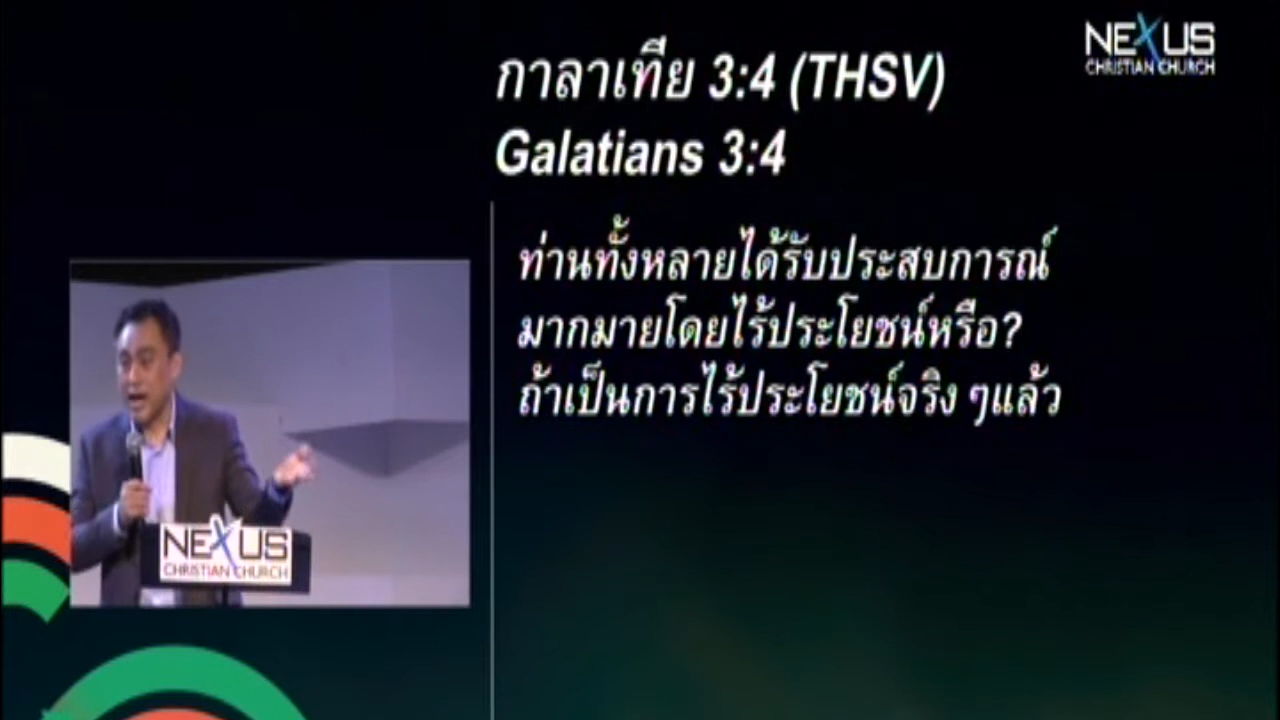 NEXUS
CHRISTIAN CHURCH
กาลาเทีย 3:4 (THSV)
Galatians 3:4
ท่านทั้งหลายได้รับประสบการณ์
มากมายโดยไร้ประโยชน์หรือ?
ถ้าเป็นการไร้ประโยชน์จริง ๆแล้ว
NEXUS
CHRISTIAN CHURCH